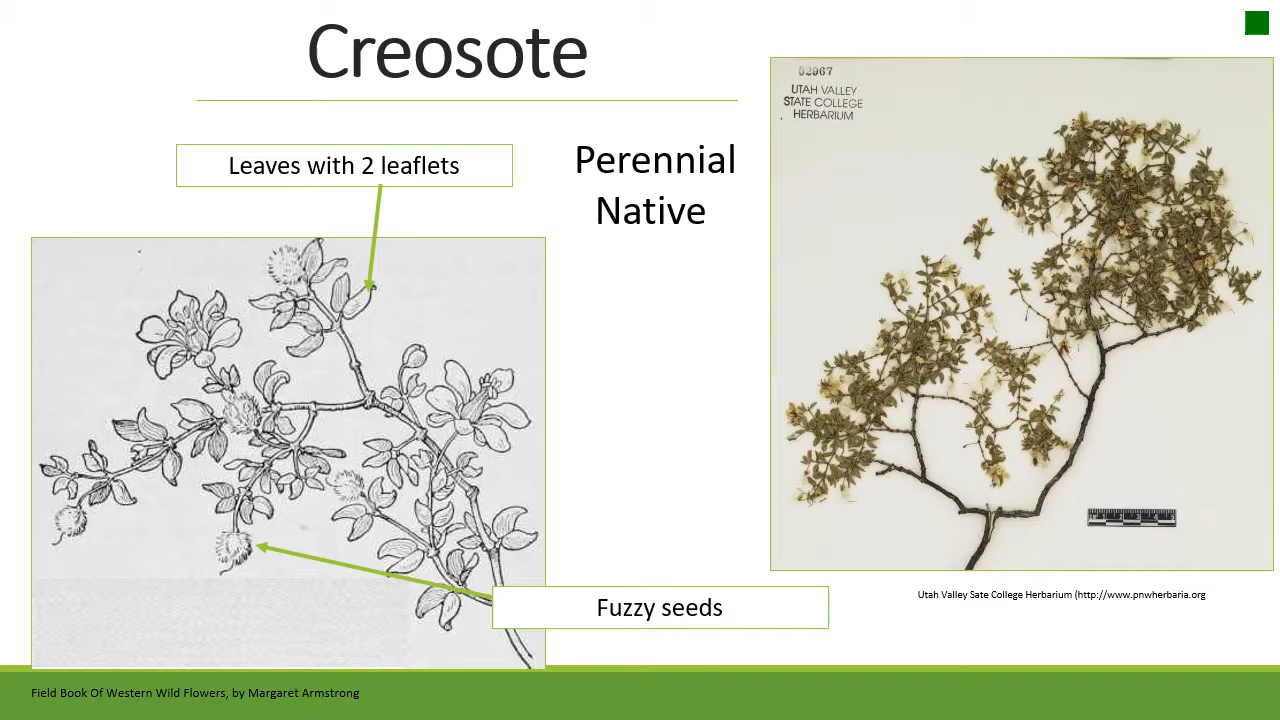 Creosote
Leaves with 2 leaflets
Perennial
Native
02967
UTAH VALLEY
STATE COLLEGE
HERBARIUM
Fuzzy seeds
Utah Valley Sate College Herbarium (http://www.pnwherbaria.org
Field Book Of Western Wild Flowers, by Margaret Armstrong